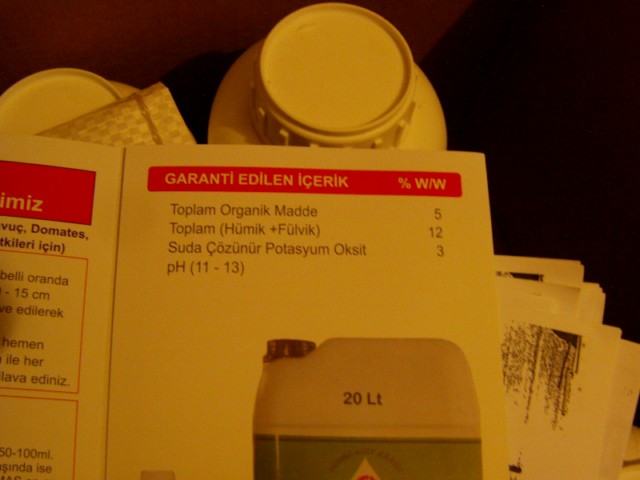 imiz
vuç, Domates,
tkileri için)
belli oranda
- 15 cm
ve edilerek
hemen
ile her
ilava ediniz.
50-100ml.
aşında ise
GARANTİ EDİLEN İÇERİK % W/W
Toplam Organik Madde 5
Toplam (Hümik +Fülvik) 12
Suda Çözünür Potasyum Oksit 3
pH (11 - 13)
20 Lt